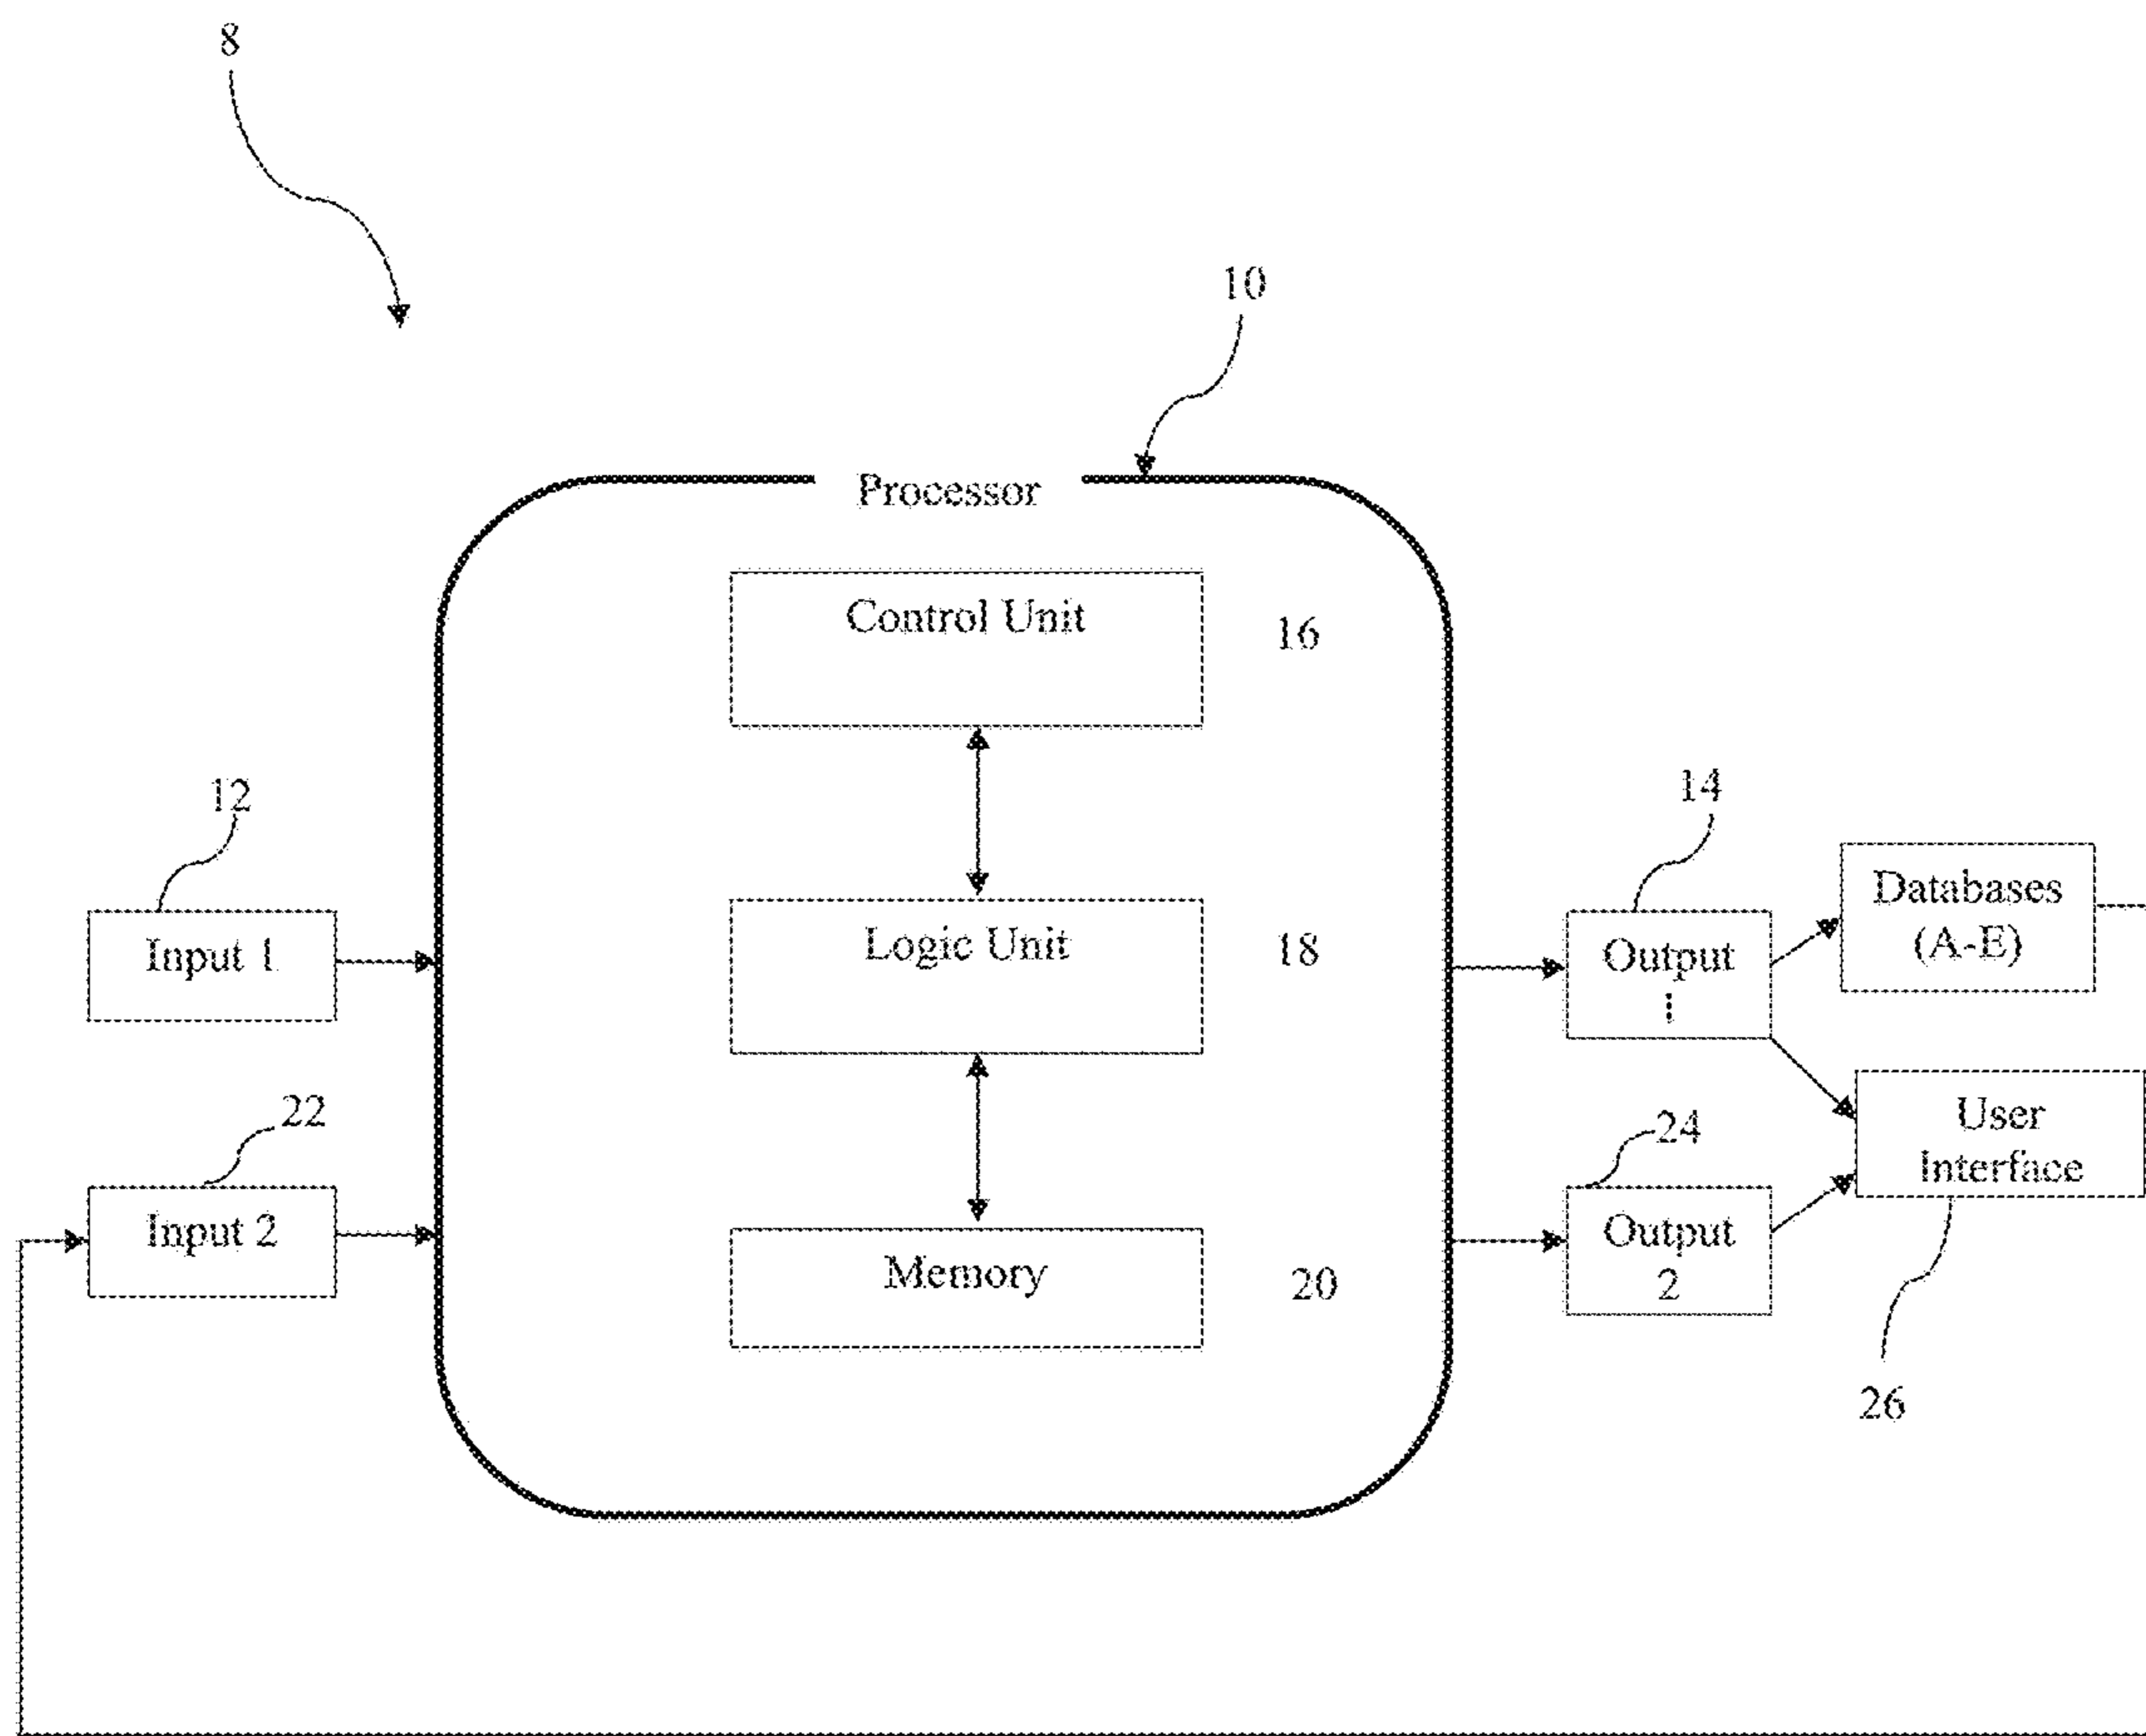 8
10
Processor
Control Unit
16
12
14
Databases
(A-E)
Input 1
Logic Unit
18
Output
1
22
24
User
Interface
Input 2
Memory
20
Output
2
26